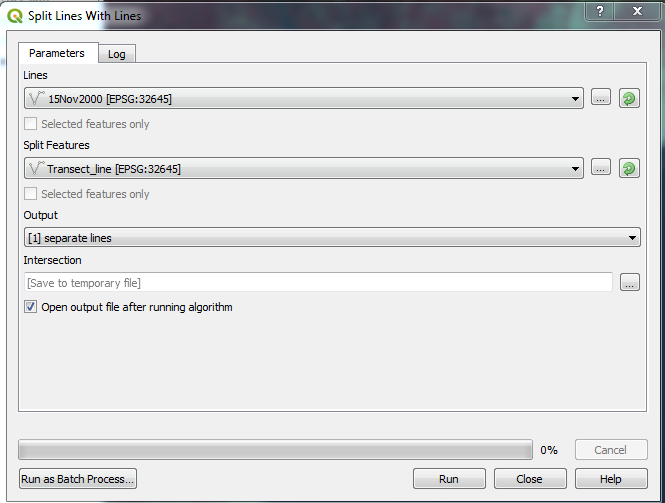 Split Lines With Lines
?
X
Parameters
Log
Lines
15Nov2000 [EPSG:32645]
...
Selected features only
Split Features
Transect_line [EPSG:32645]
...
Selected features only
Output
[1] separate lines
Intersection
[Save to temporary file]
...
Open output file after running algorithm
0%
Cancel
Run as Batch Process...
Run
Close
Help